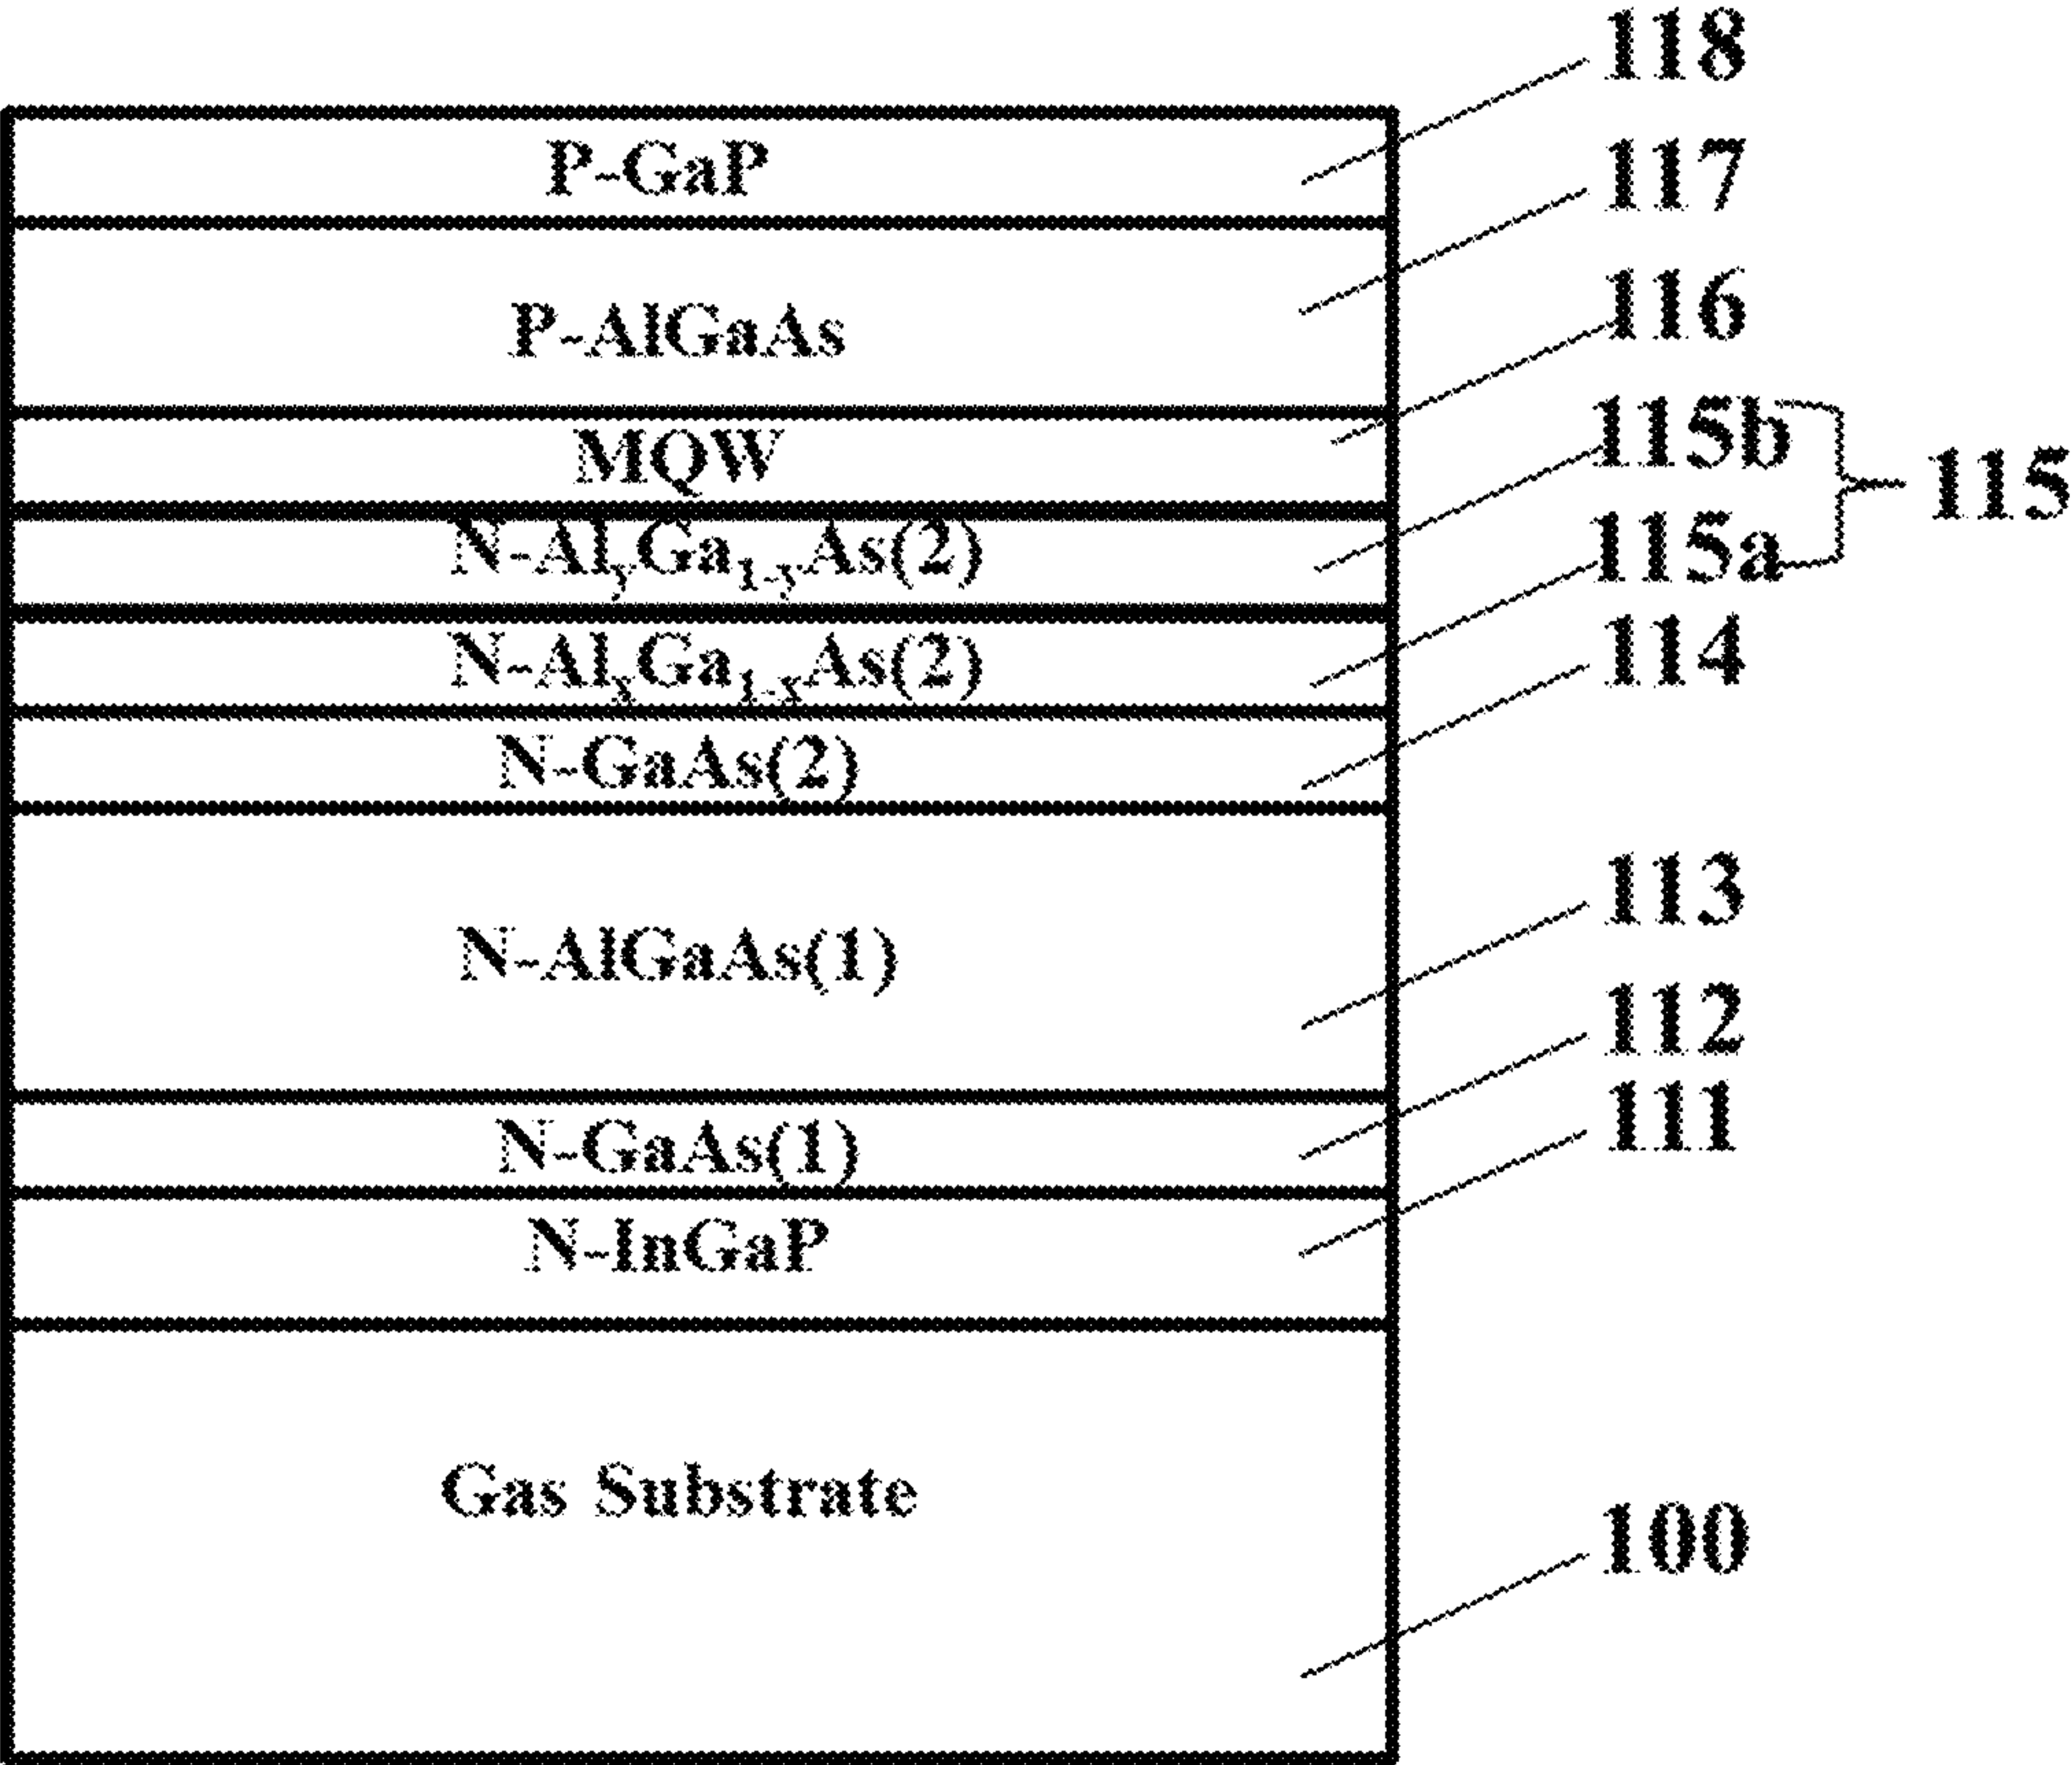 118
P-GaP
117
P-AlGaAs
116
MQW
115b
115
N-AlyGa1-yAs(2)
115a
N-AlxGa1-xAs(2)
114
N-GaAs(2)
113
N-AlGaAs(1)
112
N-GaAs(1)
111
N-InGaP
Gas Substrate
100